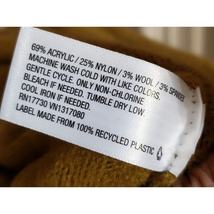 69% ACRYLIC / 25% NYLON / 3% WOOL / 3% SPANDEX
MACHINE WASH COLD WITH LIKE COLORS.
GENTLE CYCLE. ONLY NON-CHLORINE
BLEACH IF NEEDED. TUMBLE DRY LOW.
COOL IRON IF NEEDED.
RN17730 VN1317080
LABEL MADE FROM 100% RECYCLED PLASTIC